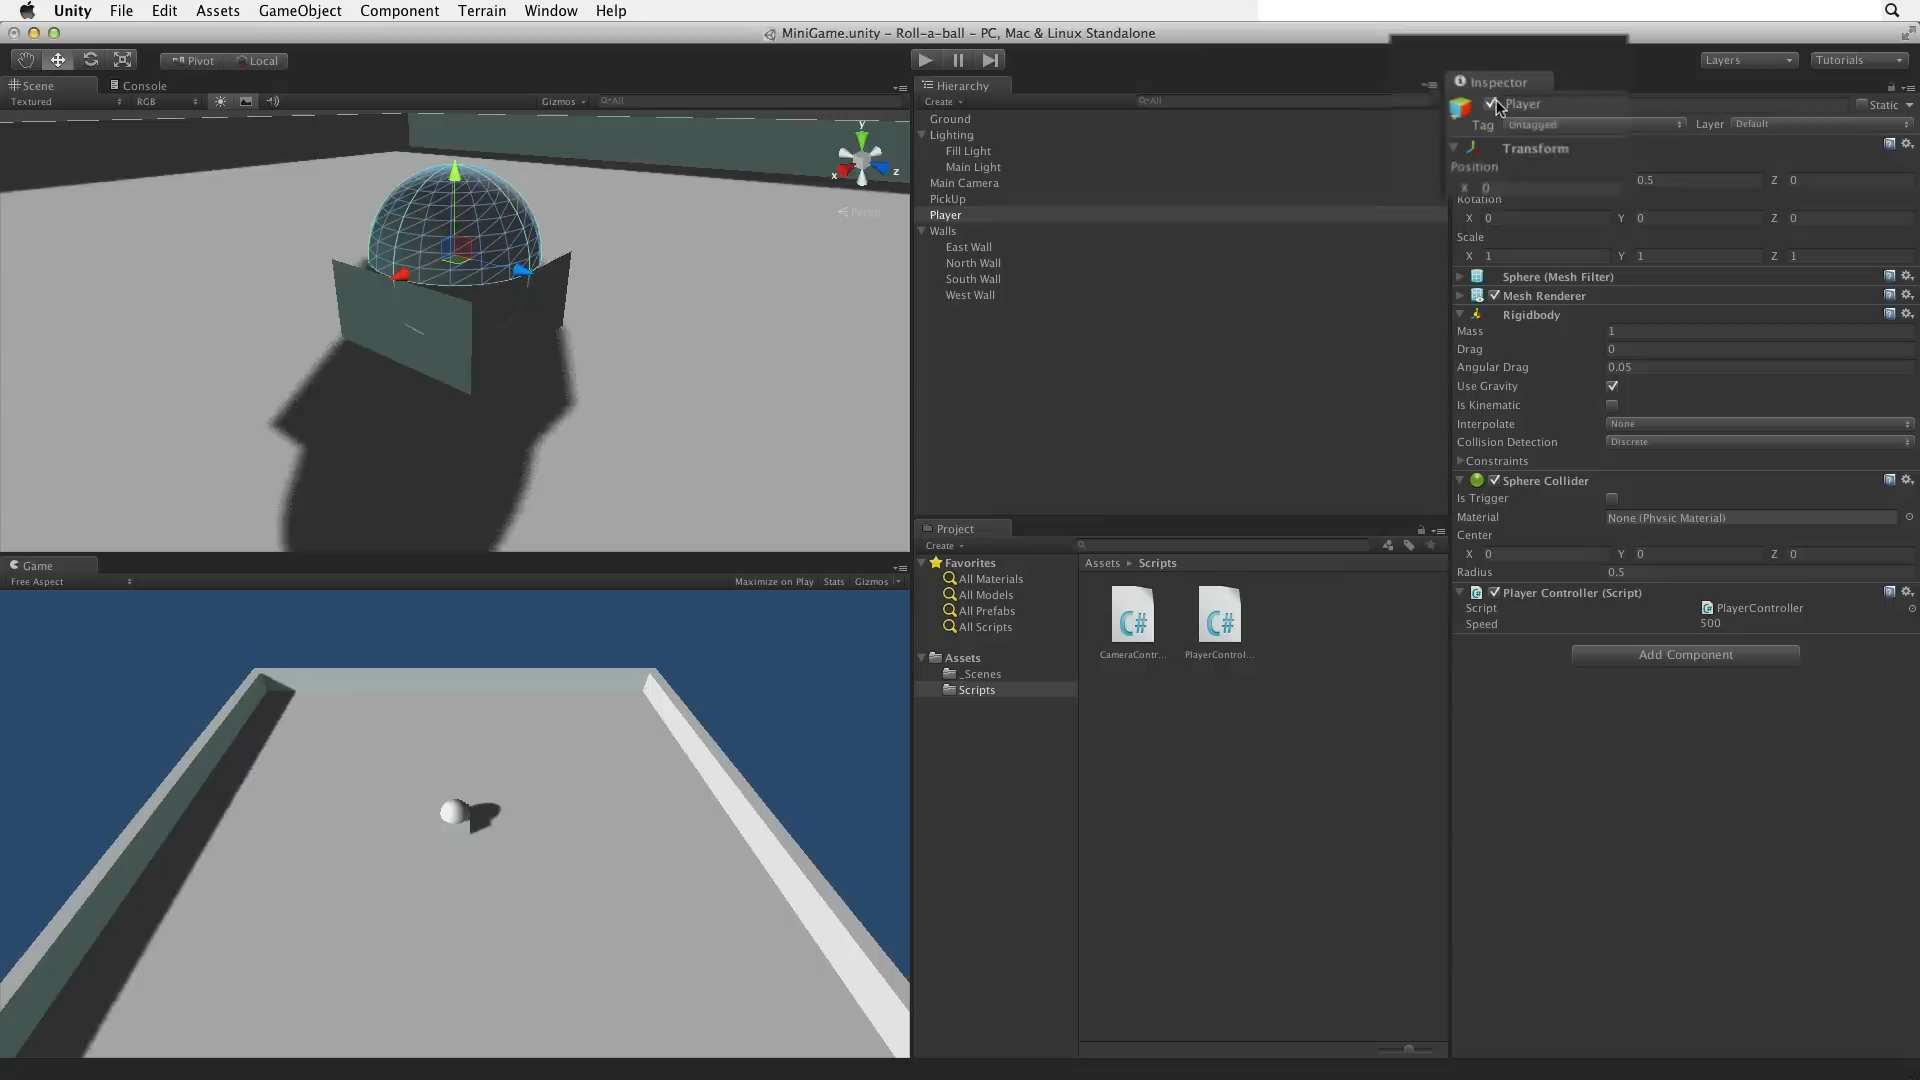 Unity File Edit Assets GameObject Component Terrain Window Help
MiniGame.unity – Roll-a-ball – PC, Mac & Linux Standalone
Pivot Local Layers Tutorials
Scene Console
Textured RGB Gizmos All
Persp
y
x
z
Game
Free Aspect Maximize on Play Stats Gizmos
Hierarchy
Create All
Ground
Lighting
Fill Light
Main Light
Main Camera
PickUp
Player
Walls
East Wall
North Wall
South Wall
West Wall
Project
Create
Favorites
All Materials
All Models
All Prefabs
All Scripts
Assets
_Scenes
Scripts
Assets Scripts
C# C#
CameraContr... PlayerControl...
Inspector
Player Static
Tag Untagged Layer Default
Transform
Position
X 0 0.5 Z 0
Rotation
X 0 Y 0 Z 0
Scale
X 1 Y 1 Z 1
Sphere (Mesh Filter)
Mesh Renderer
Rigidbody
Mass 1
Drag 0
Angular Drag 0.05
Use Gravity
Is Kinematic
Interpolate None
Collision Detection Discrete
Constraints
Sphere Collider
Is Trigger
Material None (Physic Material)
Center
X 0 Y 0 Z 0
Radius 0.5
Player Controller (Script)
Script PlayerController
Speed 500
Add Component